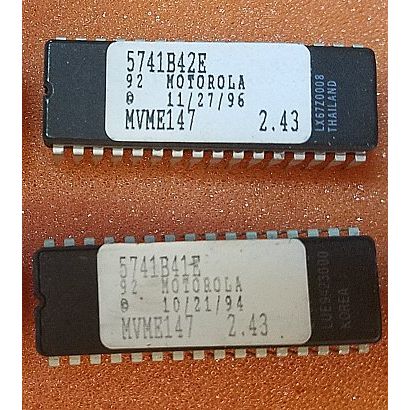 5741B42E
92 MOTOROLA
© 11/27/96
MVME147 2.43
LX67Z0008
THAILAND
5741B41E
92 MOTOROLA
© 10/21/94
MVME147 2.43
KOREA